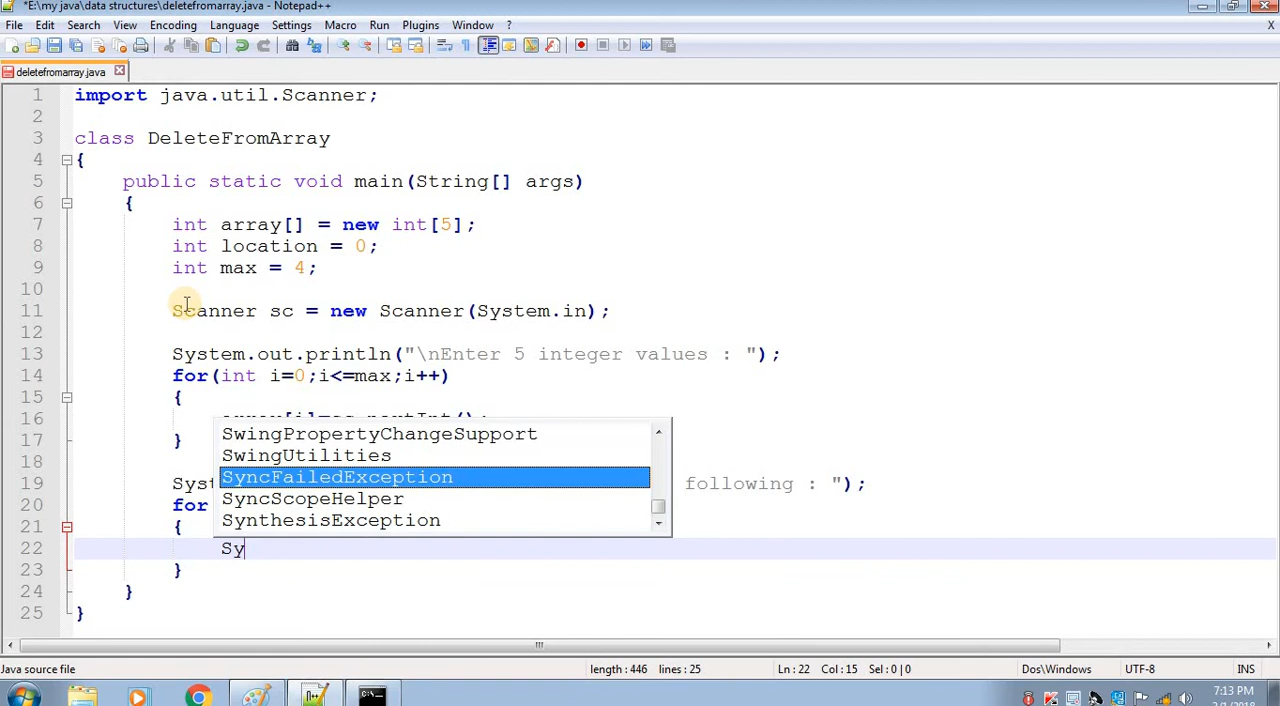 *E:\my java\data structures\deletefromarray.java - Notepad++
File Edit Search View Encoding Language Settings Macro Run Plugins Window ? X
deletefromarray.java
1 import java.util.Scanner;
2
3 class DeleteFromArray
4 {
5 public static void main(String[] args)
6 {
7 int array[] = new int[5];
8 int location = 0;
9 int max = 4;
10
11 Scanner sc = new Scanner(System.in);
12
13 System.out.println("\nEnter 5 integer values : ");
14 for(int i=0;i<=max;i++)
15 {
16 array[i]=sc.nextInt();
SwingPropertyChangeSupport
17 }
SwingUtilities
18 SyncFailedException
19 Syst following : ");
20 for SyncScopeHelper
21 { SynthesisException
22 Sy
23 }
24 }
25 }
Java source file length : 446 lines : 25 Ln : 22 Col : 15 Sel : 0 | 0 Dos\Windows UTF-8 INS
7:13 PM